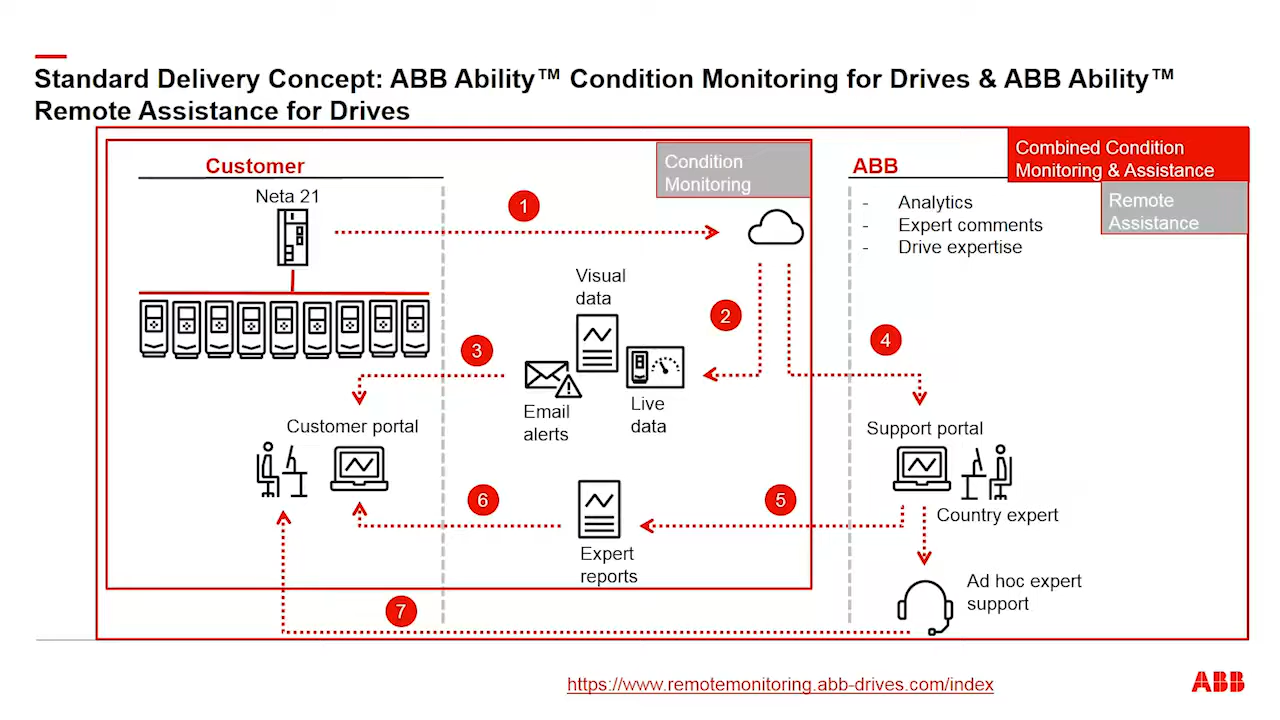 Standard Delivery Concept: ABB Ability™ Condition Monitoring for Drives & ABB Ability™
Remote Assistance for Drives
Combined Condition
Monitoring & Assistance
Condition
Monitoring
Customer
ABB
Remote
Assistance
Neta 21
1
- Analytics
- Expert comments
- Drive expertise
Visual
data
2
3
4
Email
alerts
Live
data
Customer portal
Support portal
6
5
Country expert
Expert
reports
Ad hoc expert
support
7
https://www.remotemonitoring.abb-drives.com/index
ABB